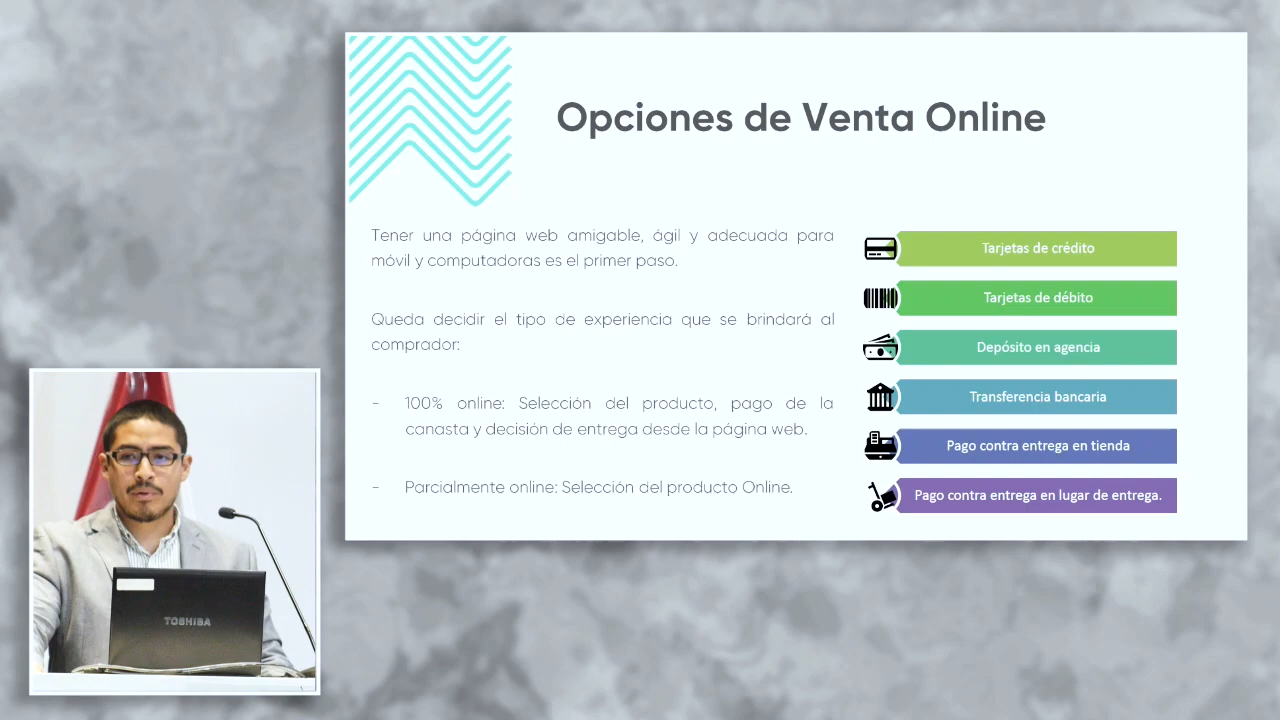 Opciones de Venta Online
Tener una página web amigable, ágil y adecuada para
móvil y computadoras es el primer paso.
Queda decidir el tipo de experiencia que se brindará al
comprador:
- 100% online: Selección del producto, pago de la
canasta y decisión de entrega desde la página web.
- Parcialmente online: Selección del producto Online.
Tarjetas de crédito
Tarjetas de débito
Depósito en agencia
Transferencia bancaria
Pago contra entrega en tienda
Pago contra entrega en lugar de entrega.
TOSHIBA